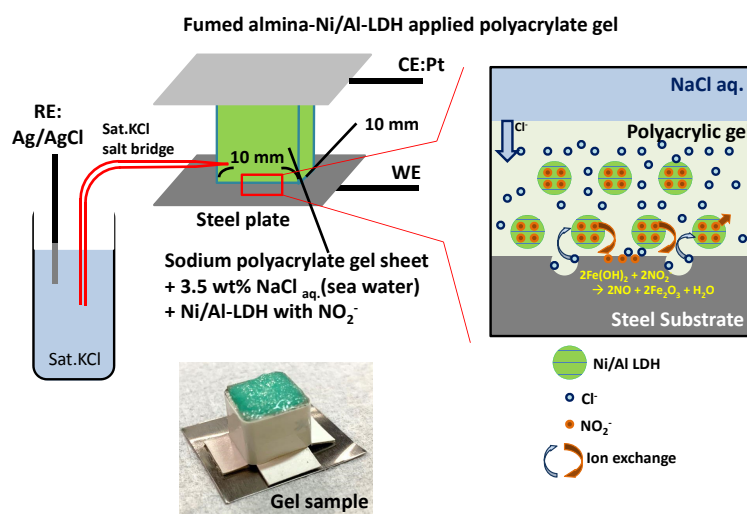 Fumed almina-Ni/Al-LDH applied polyacrylate gel
CE:Pt
RE:
Ag/AgCl
Sat.KCl
salt bridge
10 mm
10 mm
WE
Steel plate
Sodium polyacrylate gel sheet
+ 3.5 wt% NaCl aq.(sea water)
+ Ni/Al-LDH with NO₂⁻
Sat.KCl
Gel sample
NaCl aq.
Cl⁻
Polyacrylic gel
2Fe(OH)₂ + 2NO₂
→ 2NO + 2Fe₂O₃ + H₂O
Steel Substrate
Ni/Al LDH
Cl⁻
NO₂⁻
Ion exchange